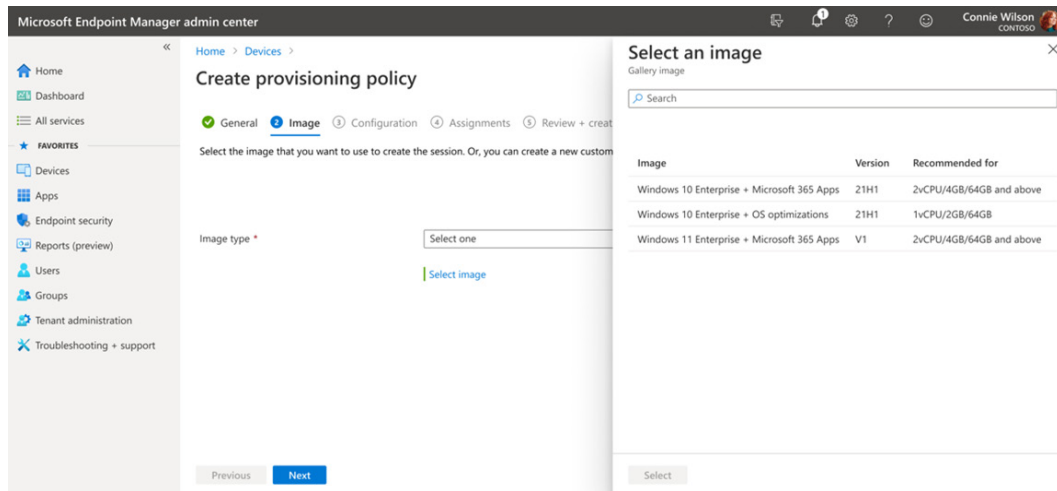 Microsoft Endpoint Manager admin center
1
Connie Wilson
CONTOSO
«
Home
Dashboard
All services
FAVORITES
Devices
Apps
Endpoint security
Reports (preview)
Users
Groups
Tenant administration
Troubleshooting + support
Home > Devices >
Create provisioning policy
General 2 Image 3 Configuration 4 Assignments 5 Review + creat
Select the image that you want to use to create the session. Or, you can create a new custom
Image type *
Select one
Select image
Previous Next
Select an image
Gallery image
Search
Image Version Recommended for
Windows 10 Enterprise + Microsoft 365 Apps 21H1 2vCPU/4GB/64GB and above
Windows 10 Enterprise + OS optimizations 21H1 1vCPU/2GB/64GB
Windows 11 Enterprise + Microsoft 365 Apps V1 2vCPU/4GB/64GB and above
Select